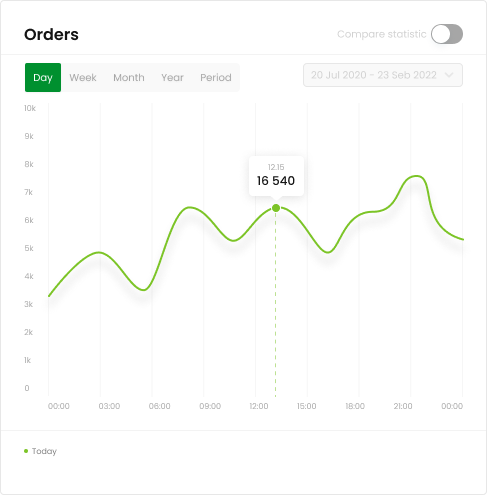 Orders
Compare statistic
Day Week Month Year Period
20 Jul 2020 - 23 Seb 2022
10k
9k
8k
7k
6k
5k
4k
3k
2k
1k
0
12.15
16 540
00:00 03:00 06:00 09:00 12:00 15:00 18:00 21:00 00:00
Today